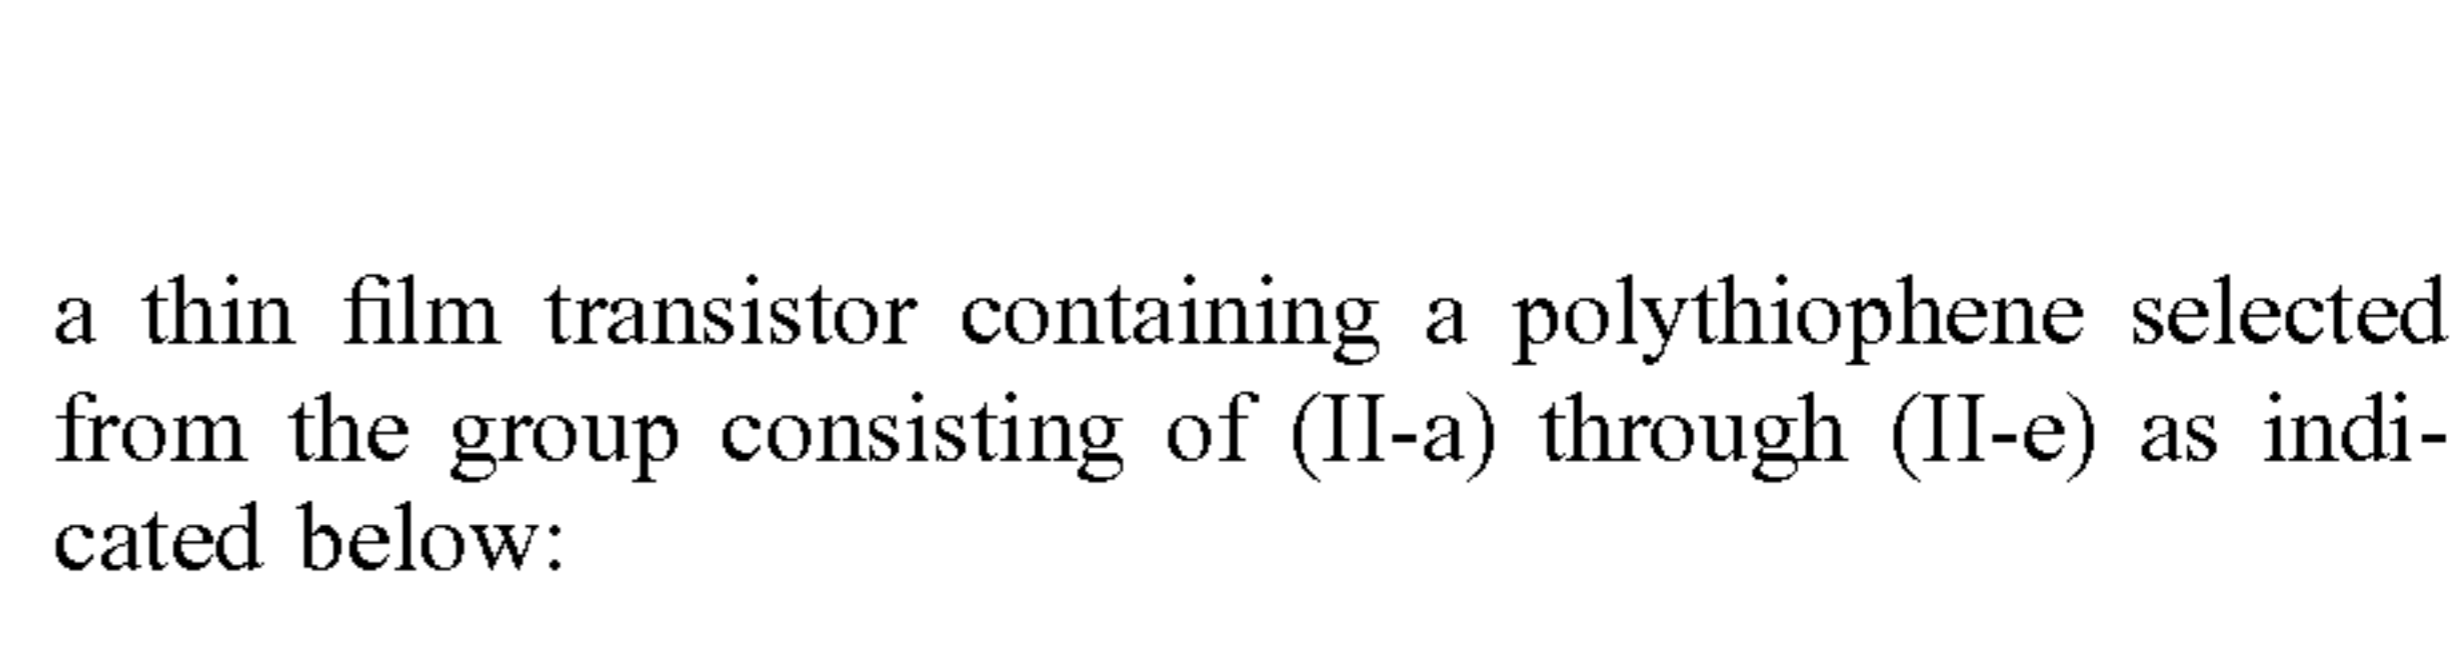 a thin film transistor containing a polythiophene selected
from the group consisting of (II-a) through (II-e) as indi-
cated below: